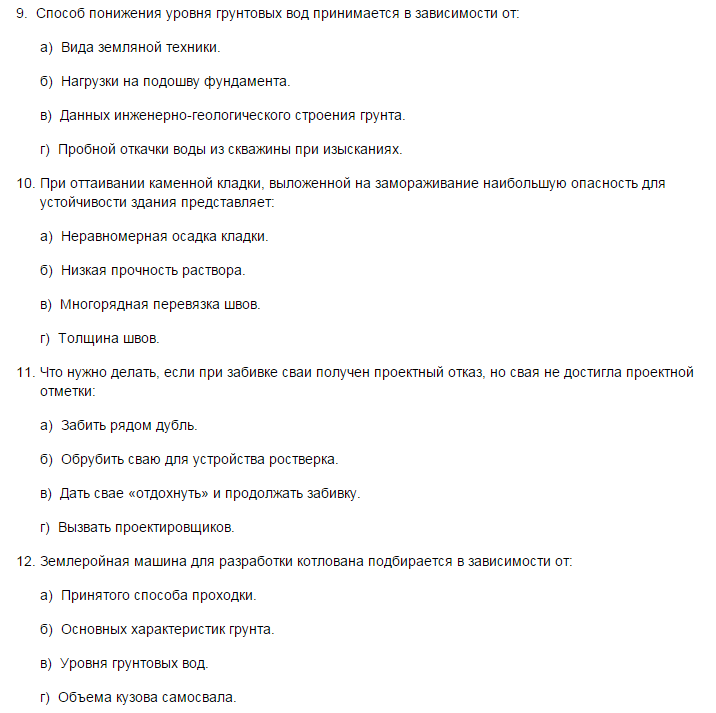 9. Способ понижения уровня грунтовых вод принимается в зависимости от:
а) Вида земляной техники.
б) Нагрузки на подошву фундамента.
в) Данных инженерно-геологического строения грунта.
г) Пробной откачки воды из скважины при изысканиях.
10. При оттаивании каменной кладки, выложенной на замораживание наибольшую опасность для
устойчивости здания представляет:
а) Неравномерная осадка кладки.
б) Низкая прочность раствора.
в) Многорядная перевязка швов.
г) Толщина швов.
11. Что нужно делать, если при забивке сваи получен проектный отказ, но свая не достигла проектной
отметки:
а) Забить рядом дубль.
б) Обрубить сваю для устройства ростверка.
в) Дать свае «отдохнуть» и продолжать забивку.
г) Вызвать проектировщиков.
12. Землеройная машина для разработки котлована подбирается в зависимости от:
а) Принятого способа проходки.
б) Основных характеристик грунта.
в) Уровня грунтовых вод.
г) Объема кузова самосвала.